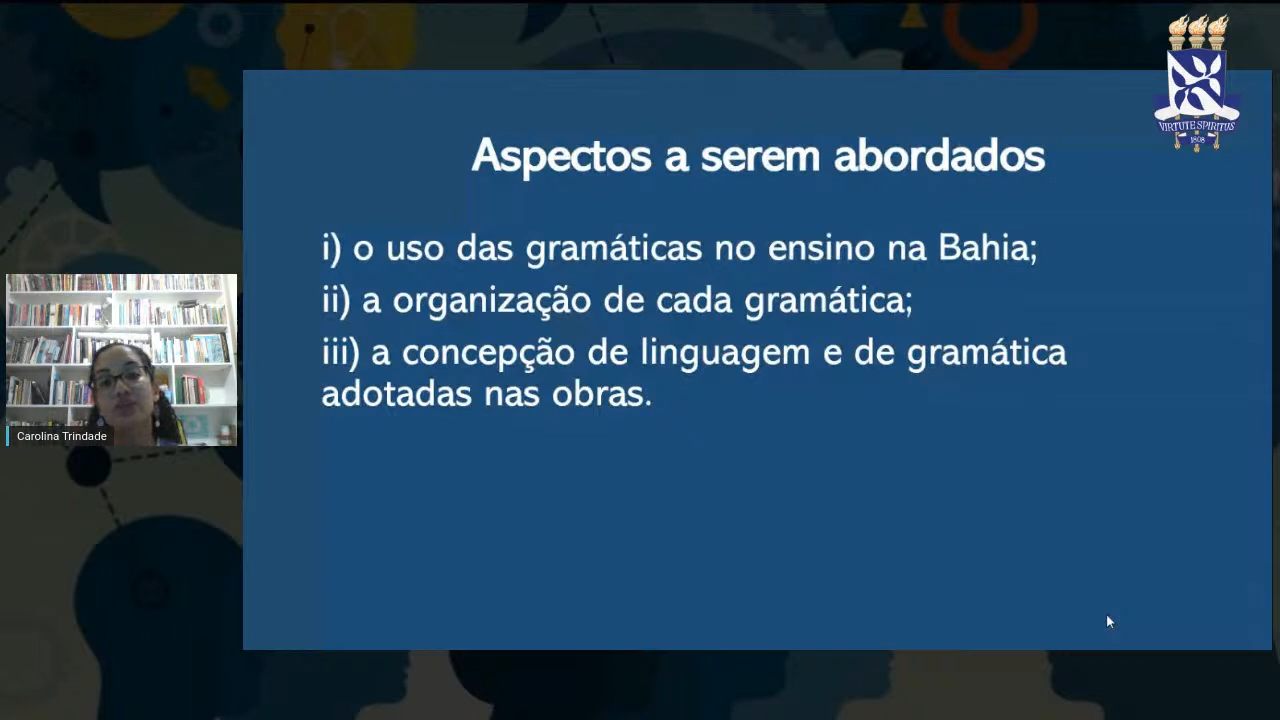 Aspectos a serem abordados
i) o uso das gramáticas no ensino na Bahia;
ii) a organização de cada gramática;
iii) a concepção de linguagem e de gramática
adotadas nas obras.
Carolina Trindade
VIRTUTE SPIRITUS
1808